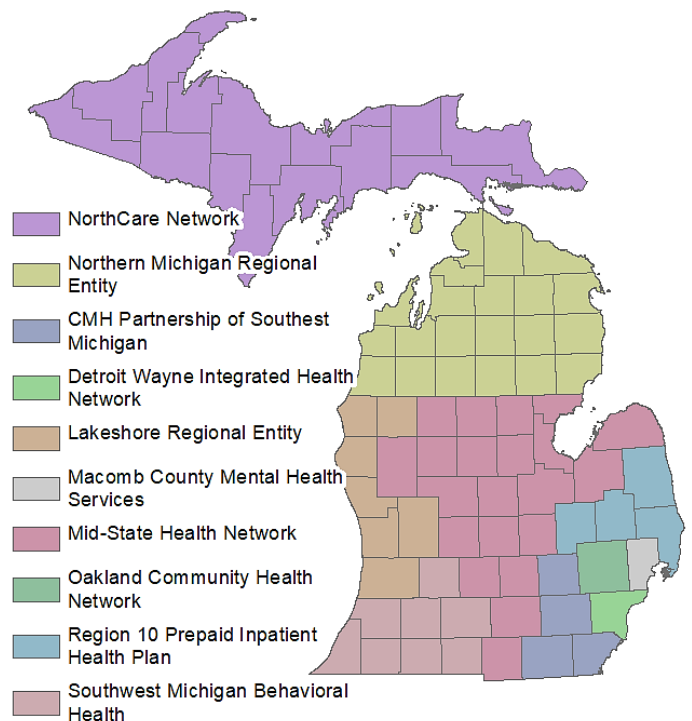 NorthCare Network
Northern Michigan Regional
Entity
CMH Partnership of Southest
Michigan
Detroit Wayne Integrated Health
Network
Lakeshore Regional Entity
Macomb County Mental Health
Services
Mid-State Health Network
Oakland Community Health
Network
Region 10 Prepaid Inpatient
Health Plan
Southwest Michigan Behavioral
Health